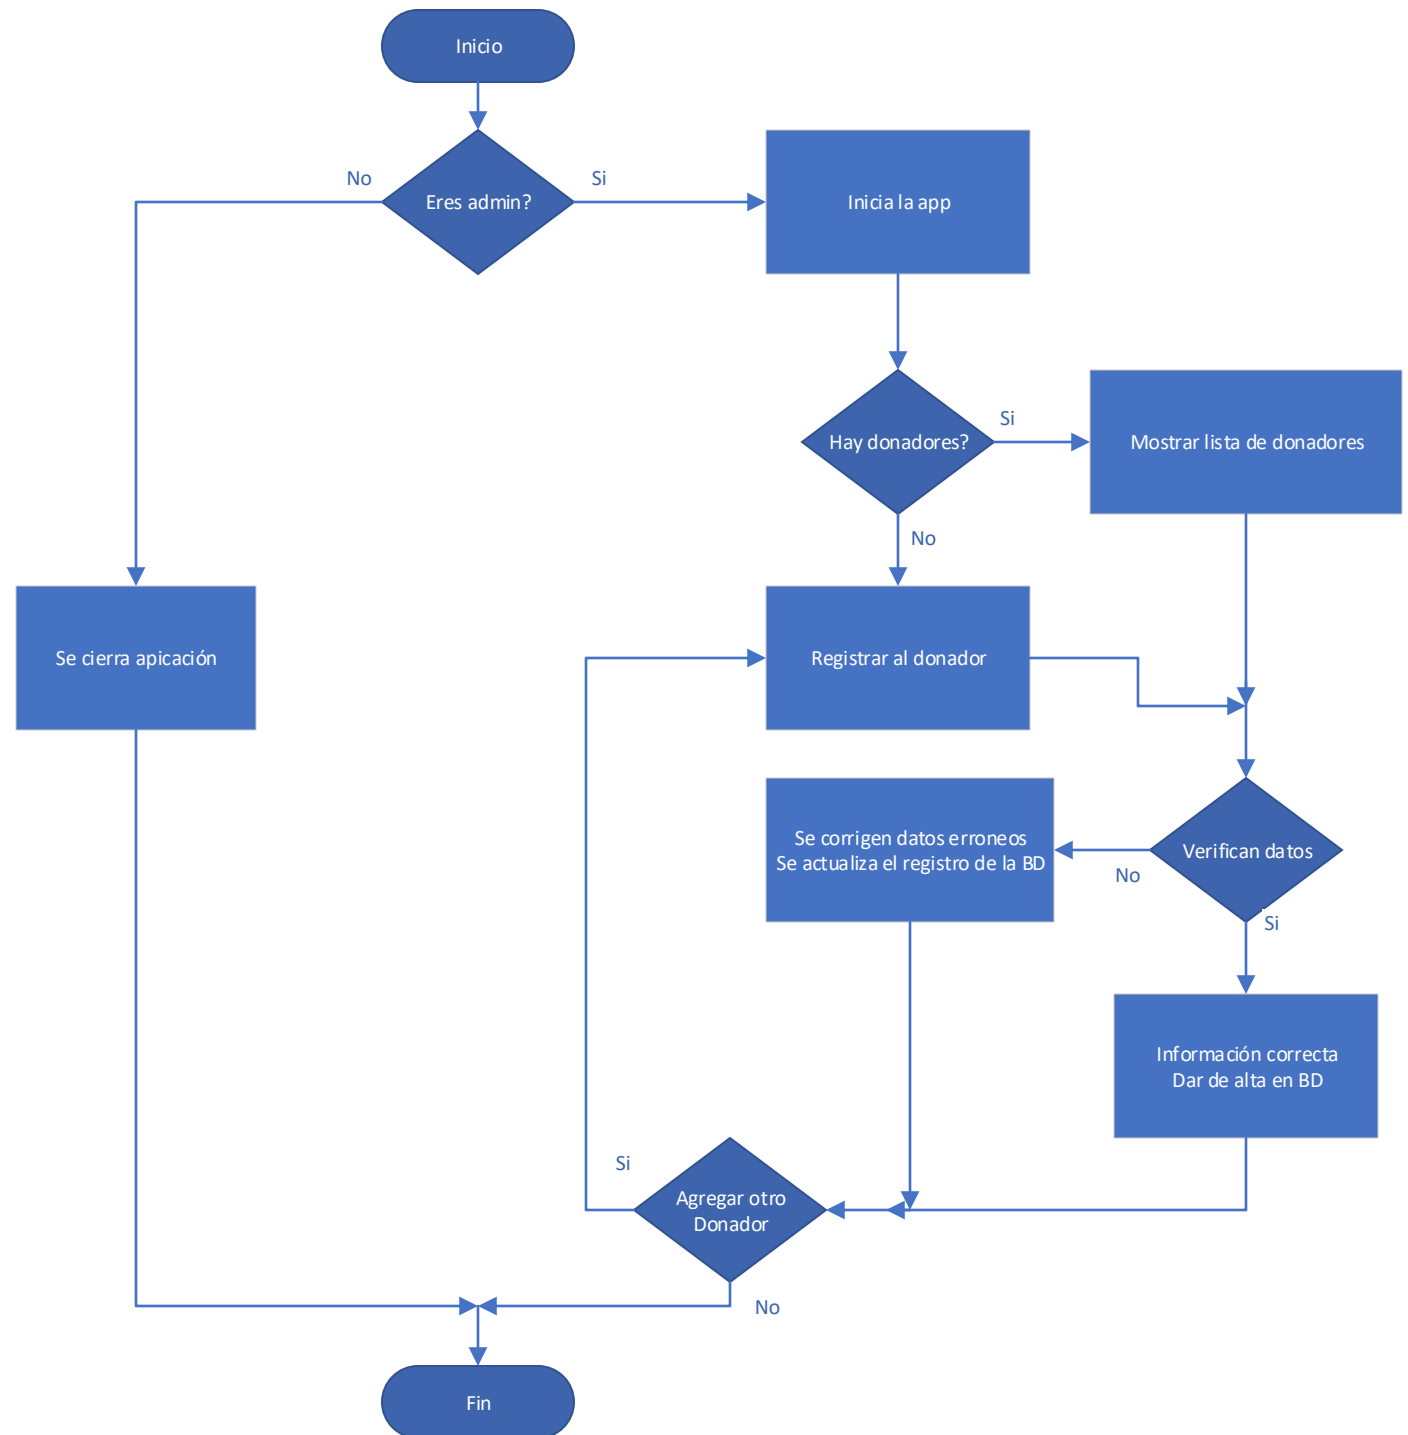 Inicio
No
Si
Eres admin?
Inicia la app
Si
Hay donadores?
Mostrar lista de donadores
No
Se cierra apicación
Registrar al donador
Se corrigen datos erroneos
Se actualiza el registro de la BD
Verifican datos
No
Si
Información correcta
Dar de alta en BD
Si
Agregar otro
Donador
No
Fin